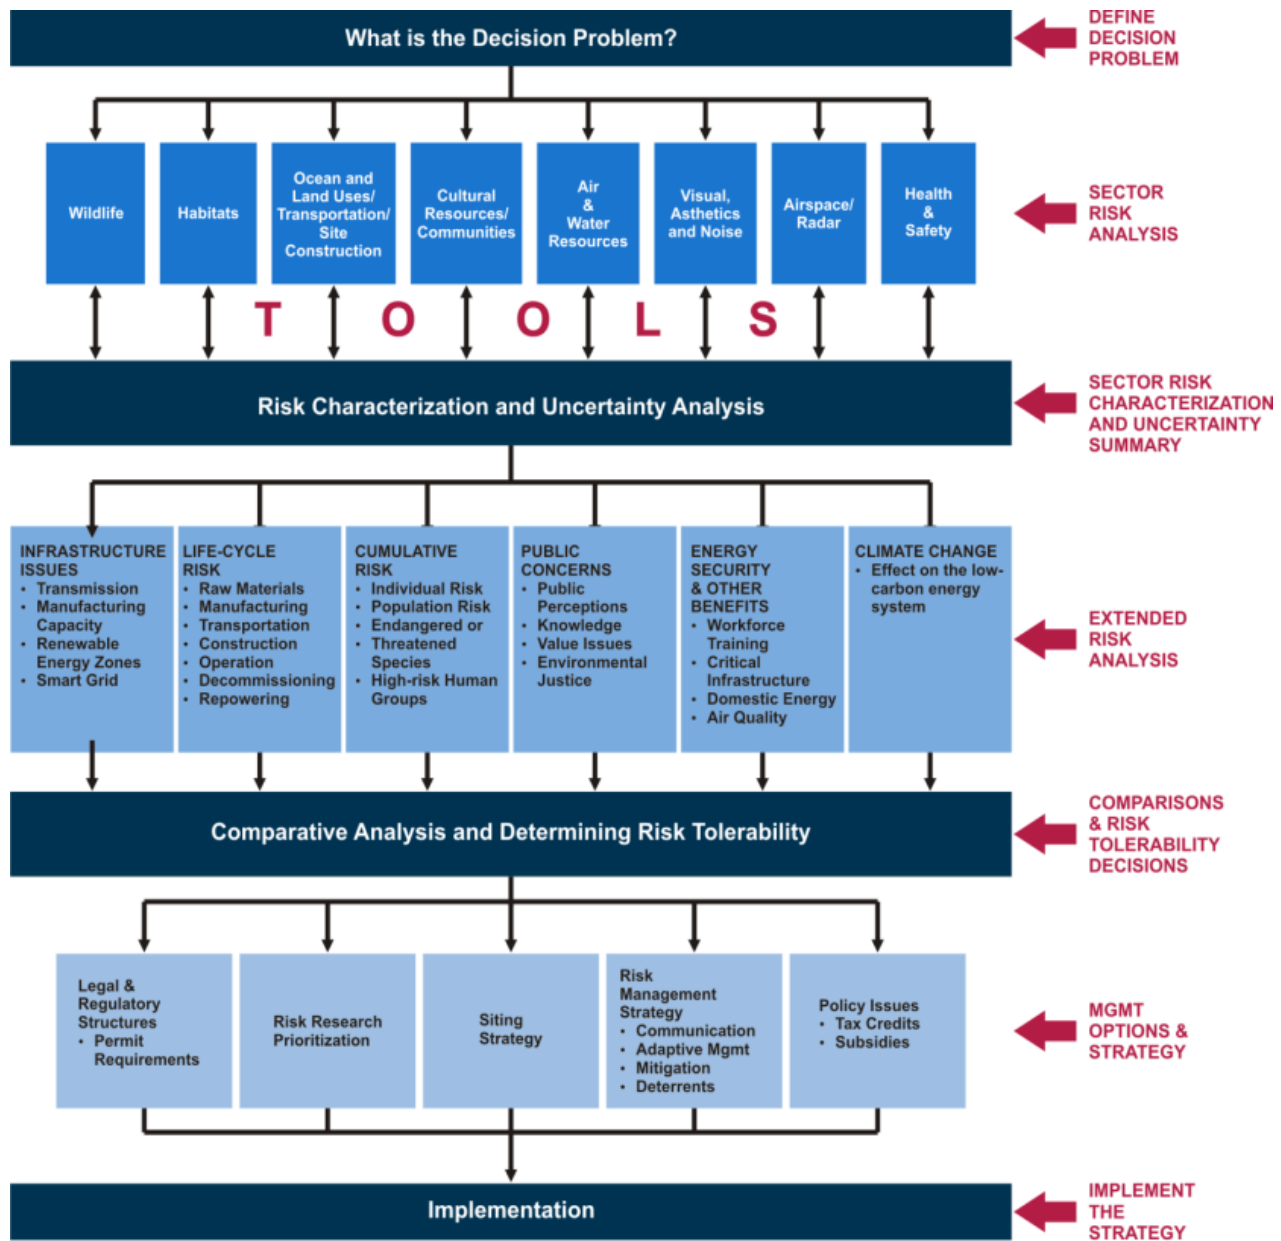 What is the Decision Problem?
DEFINE
DECISION
PROBLEM
Wildlife
Habitats
Ocean and
Land Uses/
Transportation/
Site
Construction
Cultural
Resources/
Communities
Air
&
Water
Resources
Visual,
Asthetics
and Noise
Airspace/
Radar
Health
&
Safety
SECTOR
RISK
ANALYSIS
T O O L S
Risk Characterization and Uncertainty Analysis
SECTOR RISK
CHARACTERIZATION
AND UNCERTAINTY
SUMMARY
INFRASTRUCTURE
ISSUES
• Transmission
• Manufacturing
Capacity
• Renewable
Energy Zones
• Smart Grid
LIFE-CYCLE
RISK
• Raw Materials
• Manufacturing
• Transportation
• Construction
• Operation
• Decommissioning
• Repowering
CUMULATIVE
RISK
• Individual Risk
• Population Risk
• Endangered or
• Threatened
Species
• High-risk Human
Groups
PUBLIC
CONCERNS
• Public
Perceptions
• Knowledge
• Value Issues
• Environmental
Justice
ENERGY
SECURITY
& OTHER
BENEFITS
• Workforce
Training
• Critical
Infrastructure
• Domestic Energy
• Air Quality
CLIMATE CHANGE
• Effect on the low-
carbon energy
system
EXTENDED
RISK
ANALYSIS
Comparative Analysis and Determining Risk Tolerability
COMPARISONS
& RISK
TOLERABILITY
DECISIONS
Legal &
Regulatory
Structures
• Permit
Requirements
Risk Research
Prioritization
Siting
Strategy
Risk
Management
Strategy
• Communication
• Adaptive Mgmt
• Mitigation
• Deterrents
Policy Issues
• Tax Credits
• Subsidies
MGMT
OPTIONS &
STRATEGY
Implementation
IMPLEMENT
THE
STRATEGY